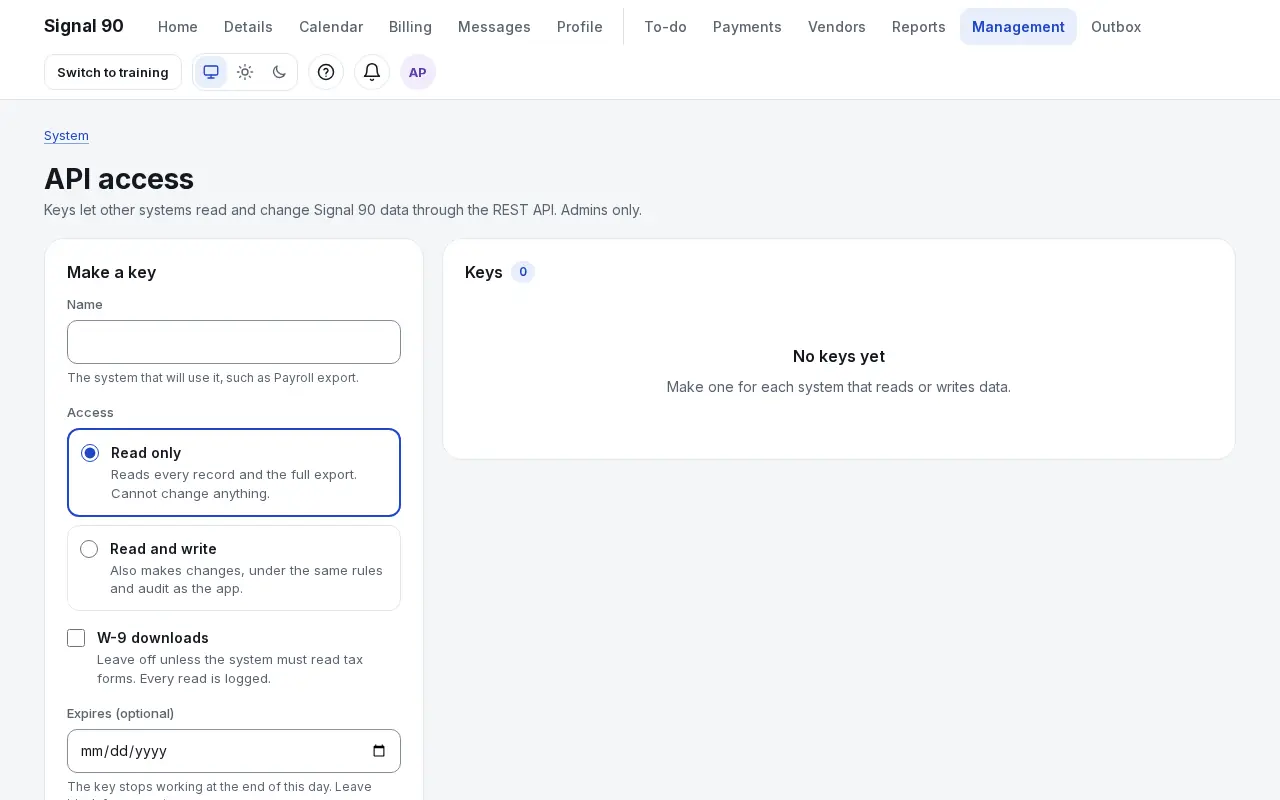 Signal 90
Home
Details
Calendar
Billing
Messages
Profile
To-do
Payments
Vendors
Reports
Management
Outbox
Switch to training
AP
System
API access
Keys let other systems read and change Signal 90 data through the REST API. Admins only.
Make a key
Name
The system that will use it, such as Payroll export.
Access
Read only
Reads every record and the full export.
Cannot change anything.
Read and write
Also makes changes, under the same rules
and audit as the app.
W-9 downloads
Leave off unless the system must read tax
forms. Every read is logged.
Expires (optional)
mm/dd/yyyy
The key stops working at the end of this day. Leave
Keys 0
No keys yet
Make one for each system that reads or writes data.